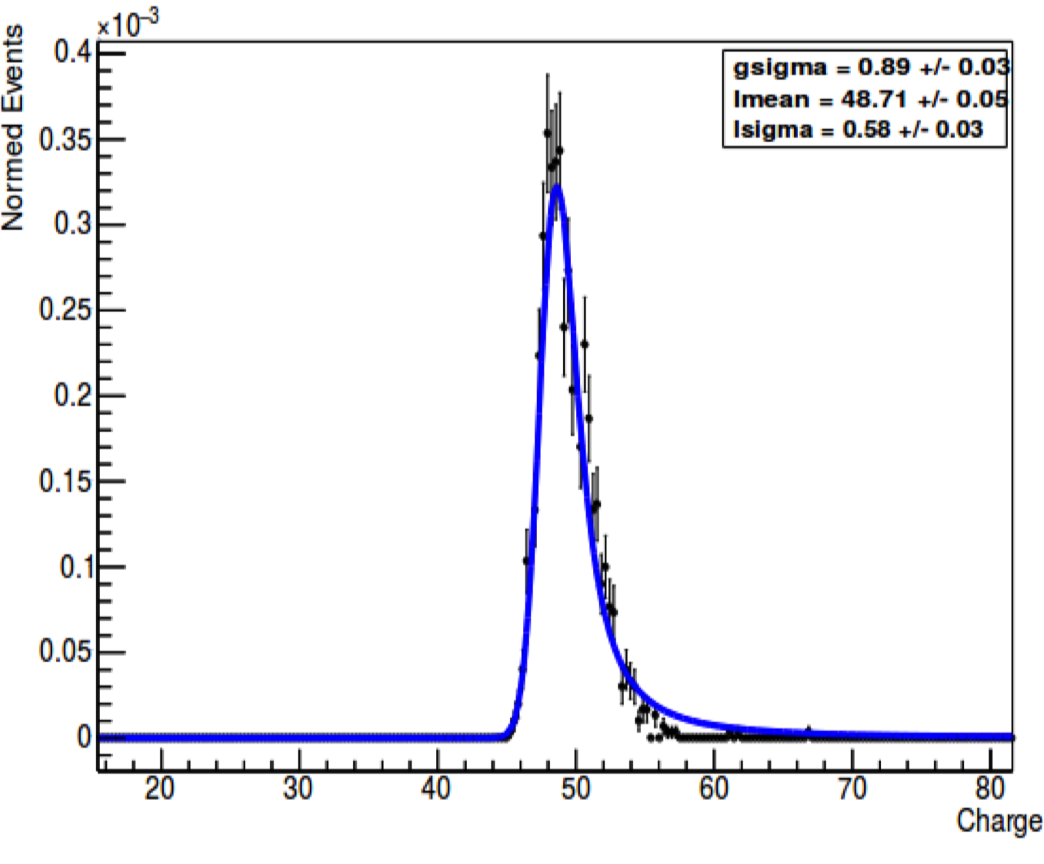 ×10⁻³
Normed Events
0.4
0.35
0.3
0.25
0.2
0.15
0.1
0.05
0
gsigma = 0.89 +/- 0.03
lmean = 48.71 +/- 0.05
lsigma = 0.58 +/- 0.03
20 30 40 50 60 70 80
Charge